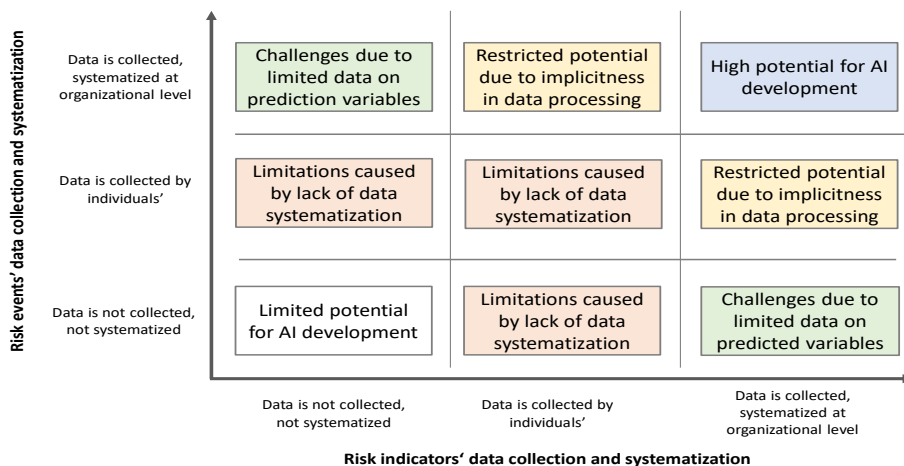 Risk events' data collection and systematization
Data is collected,
systematized at
organizational level
Challenges due to
limited data on
prediction variables
Restricted potential
due to implicitness
in data processing
High potential for AI
development
Data is collected by
individuals’
Limitations caused
by lack of data
systematization
Limitations caused
by lack of data
systematization
Restricted potential
due to implicitness
in data processing
Data is not collected,
not systematized
Limited potential
for AI development
Limitations caused
by lack of data
systematization
Challenges due to
limited data on
predicted variables
Data is not collected,
not systematized
Data is collected by
individuals’
Data is collected,
systematized at
organizational level
Risk indicators‘ data collection and systematization